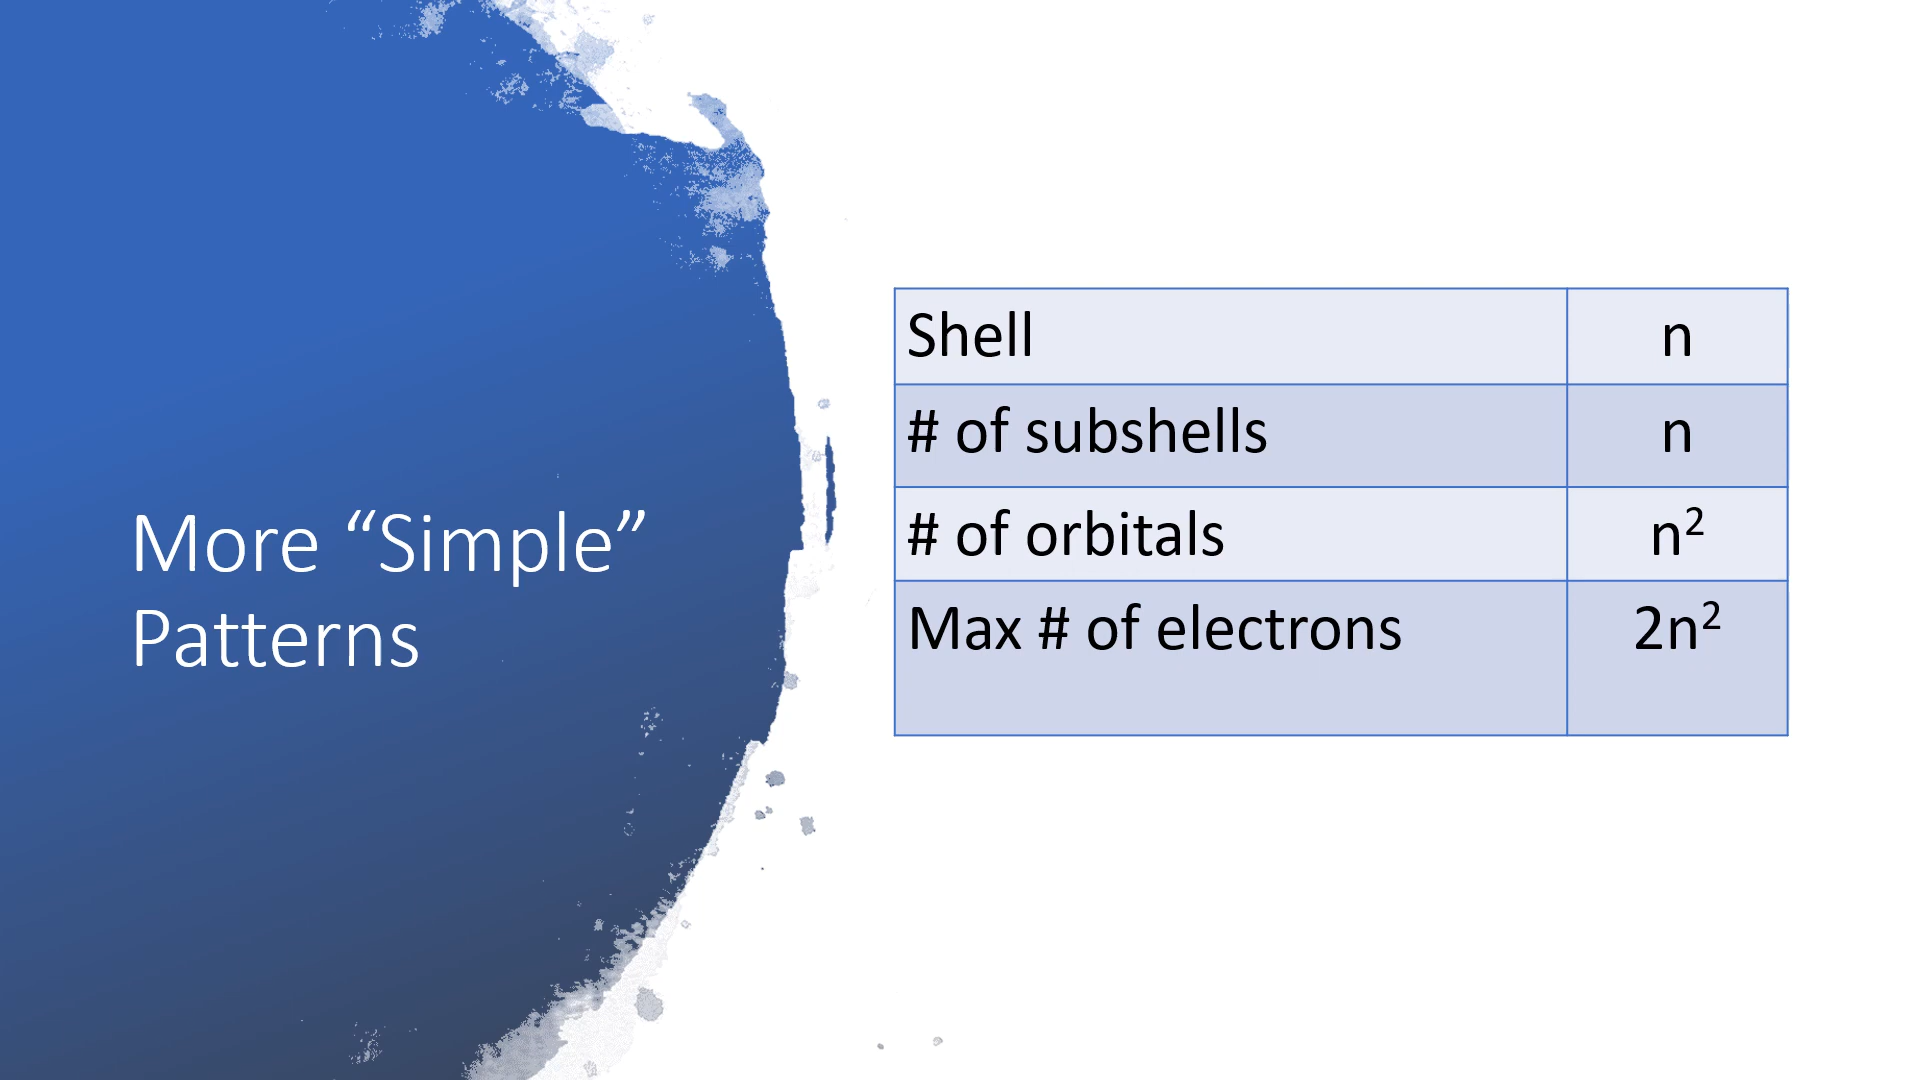 More “Simple”
Patterns
Shell n
# of subshells n
# of orbitals n²
Max # of electrons 2n²